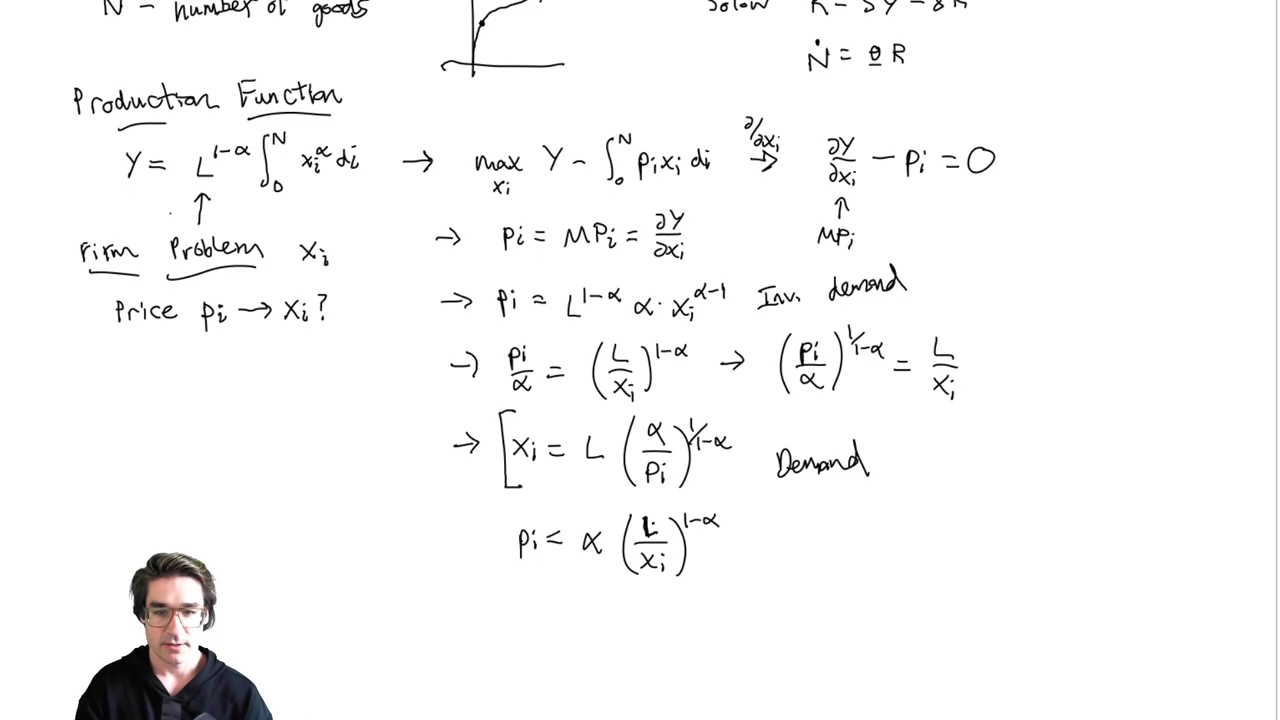 N – number of goods
Solow K = SY – δK
Ṅ = θ R
Production Function
Y = L^{1-α} ∫_0^N x_i^α di → max_{x_i} Y – ∫_0^N p_i x_i di ∂/∂x_i → ∂Y/∂x_i – p_i = 0
↑ ↑
MP_i
Firm Problem x_i → p_i = MP_i = ∂Y/∂x_i
Price p_i → x_i? → p_i = L^{1-α} α · x_i^{α-1} Inv. demand
→ p_i/α = (L/x_i)^{1-α} → (p_i/α)^{1/1-α} = L/x_i
→ [ x_i = L (α/p_i)^{1/1-α} Demand
p_i = α (L/x_i)^{1-α}